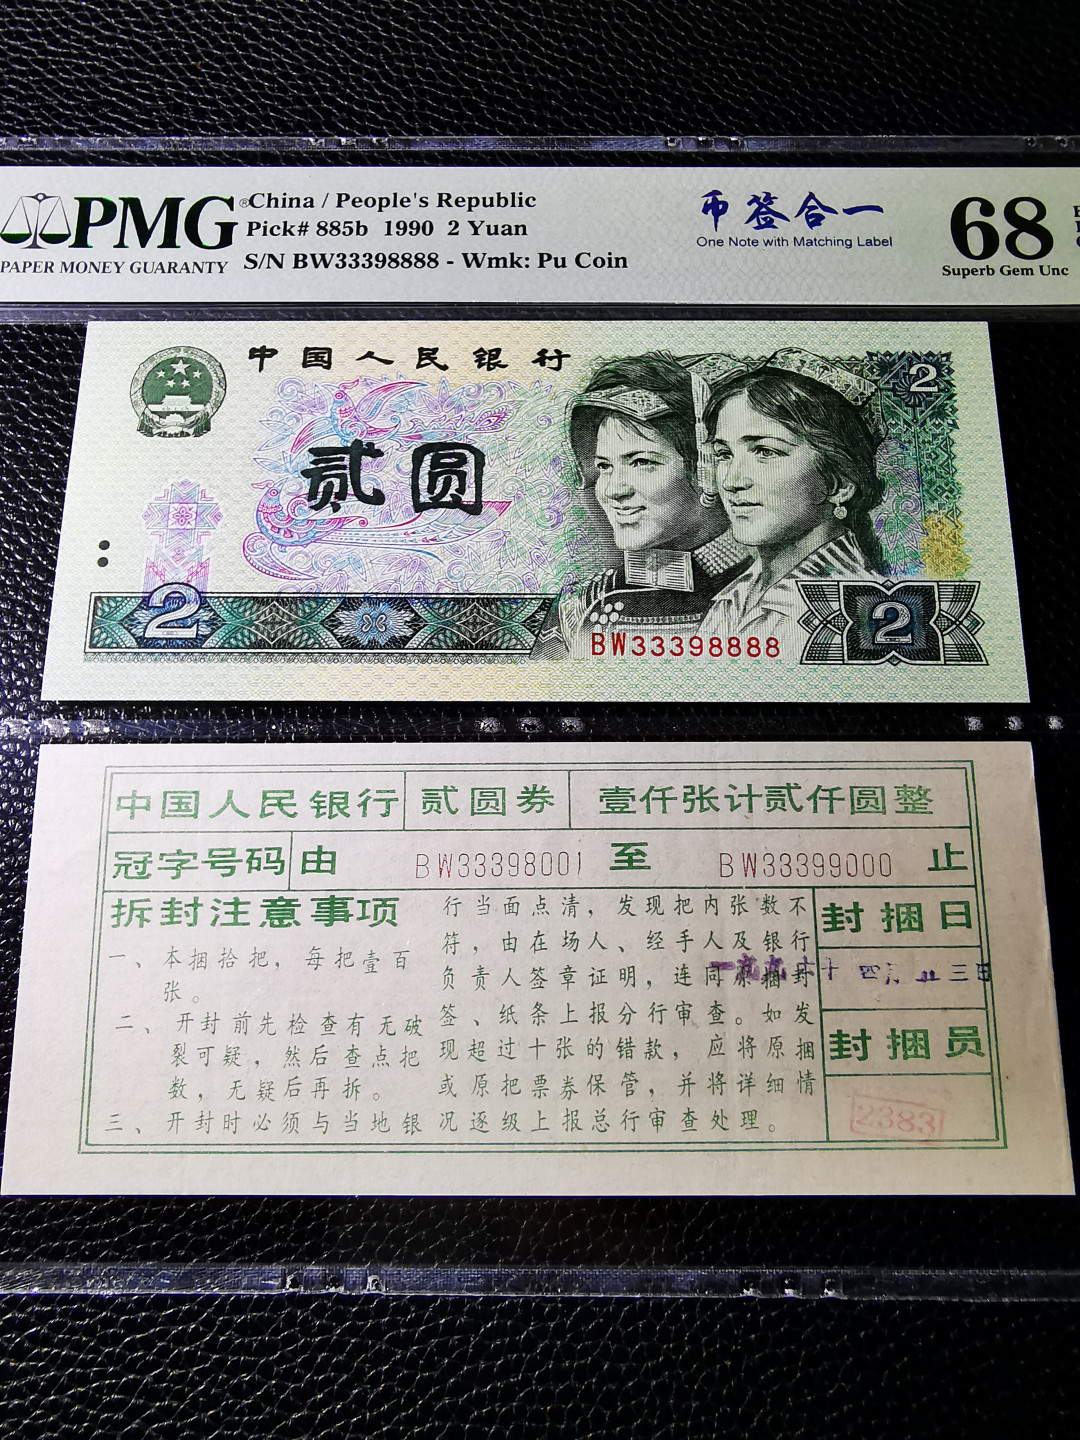 PMG®
PAPER MONEY GUARANTY
China / People's Republic
Pick# 885b 1990 2 Yuan
S/N BW33398888 - Wmk: Pu Coin
币签合一
One Note with Matching Label
68
Superb Gem Unc
中国人民银行
2
贰圆
2
2
BW33398888
中国人民银行 贰圆券 壹仟张计贰仟圆整
冠字号码 由 BW33398001 至 BW33399000 止
拆封注意事项
一、本捆拾把，每把壹百
张。
二、开封前先检查有无破
裂可疑，然后查点把
数，无疑后再拆。
三、开封时必须与当地银
行当面点清，发现把内张数不
符，由在场人、经手人及银行
负责人签章证明，连同原捆封
签、纸条上报分行审查。如发
现超过十张的错款，应将原捆
或原把票券保管，并将详细情
况逐级上报总行审查处理。
封捆日
四月廿三日
封捆员
2383